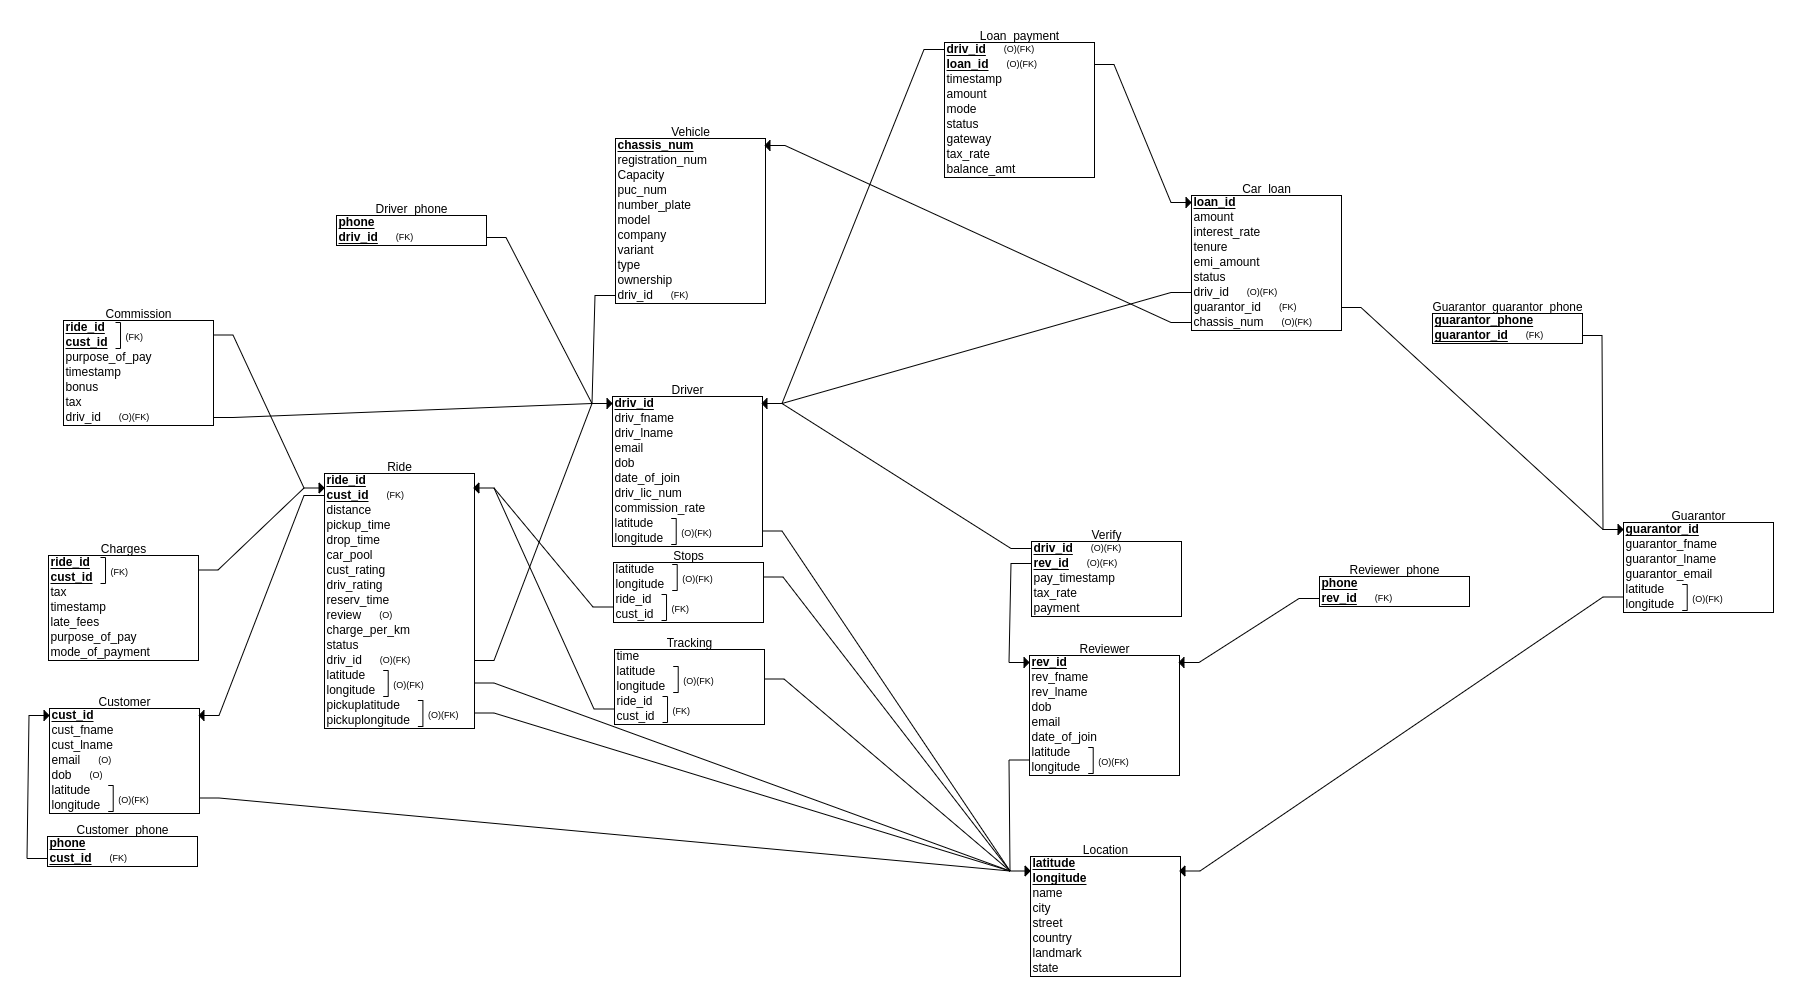 Loan_payment
driv_id (O)(FK)
loan_id (O)(FK)
timestamp
amount
mode
status
gateway
tax_rate
balance_amt
Vehicle
chassis_num
registration_num
Capacity
puc_num
number_plate
model
company
variant
type
ownership
driv_id (FK)
Car_loan
loan_id
amount
interest_rate
tenure
emi_amount
status
driv_id (O)(FK)
guarantor_id (FK)
chassis_num (O)(FK)
Driver_phone
phone
driv_id (FK)
Guarantor_guarantor_phone
guarantor_phone
guarantor_id (FK)
Commission
ride_id
cust_id
(FK)
purpose_of_pay
timestamp
bonus
tax
driv_id (O)(FK)
Driver
driv_id
driv_fname
driv_lname
email
dob
date_of_join
driv_lic_num
commission_rate
latitude
longitude
(O)(FK)
Ride
ride_id
cust_id (FK)
distance
pickup_time
drop_time
car_pool
cust_rating
driv_rating
reserv_time
review (O)
charge_per_km
status
driv_id (O)(FK)
latitude
longitude
(O)(FK)
pickuplatitude
pickuplongitude
(O)(FK)
Guarantor
guarantor_id
guarantor_fname
guarantor_lname
guarantor_email
latitude
longitude
(O)(FK)
Verify
driv_id (O)(FK)
rev_id (O)(FK)
pay_timestamp
tax_rate
payment
Charges
ride_id
cust_id
(FK)
tax
timestamp
late_fees
purpose_of_pay
mode_of_payment
Stops
latitude
longitude
(O)(FK)
ride_id
cust_id
(FK)
Reviewer_phone
phone
rev_id (FK)
Tracking
time
latitude
longitude
(O)(FK)
ride_id
cust_id
(FK)
Reviewer
rev_id
rev_fname
rev_lname
dob
email
date_of_join
latitude
longitude
(O)(FK)
Customer
cust_id
cust_fname
cust_lname
email (O)
dob (O)
latitude
longitude
(O)(FK)
Customer_phone
phone
cust_id (FK)
Location
latitude
longitude
name
city
street
country
landmark
state